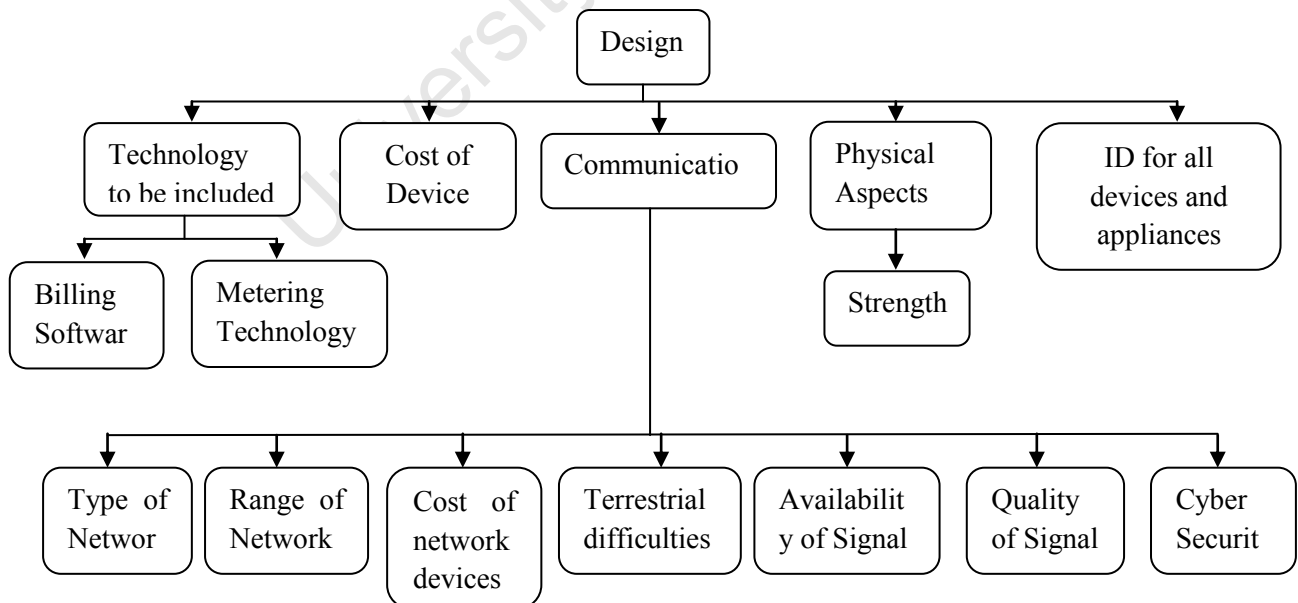 Design
Technology
to be included
Cost of
Device
Communicatio
Physical
Aspects
ID for all
devices and
appliances
Billing
Softwar
Metering
Technology
Strength
Type of
Networ
Range of
Network
Cost of
network
devices
Terrestrial
difficulties
Availabilit
y of Signal
Quality
of Signal
Cyber
Securit
University